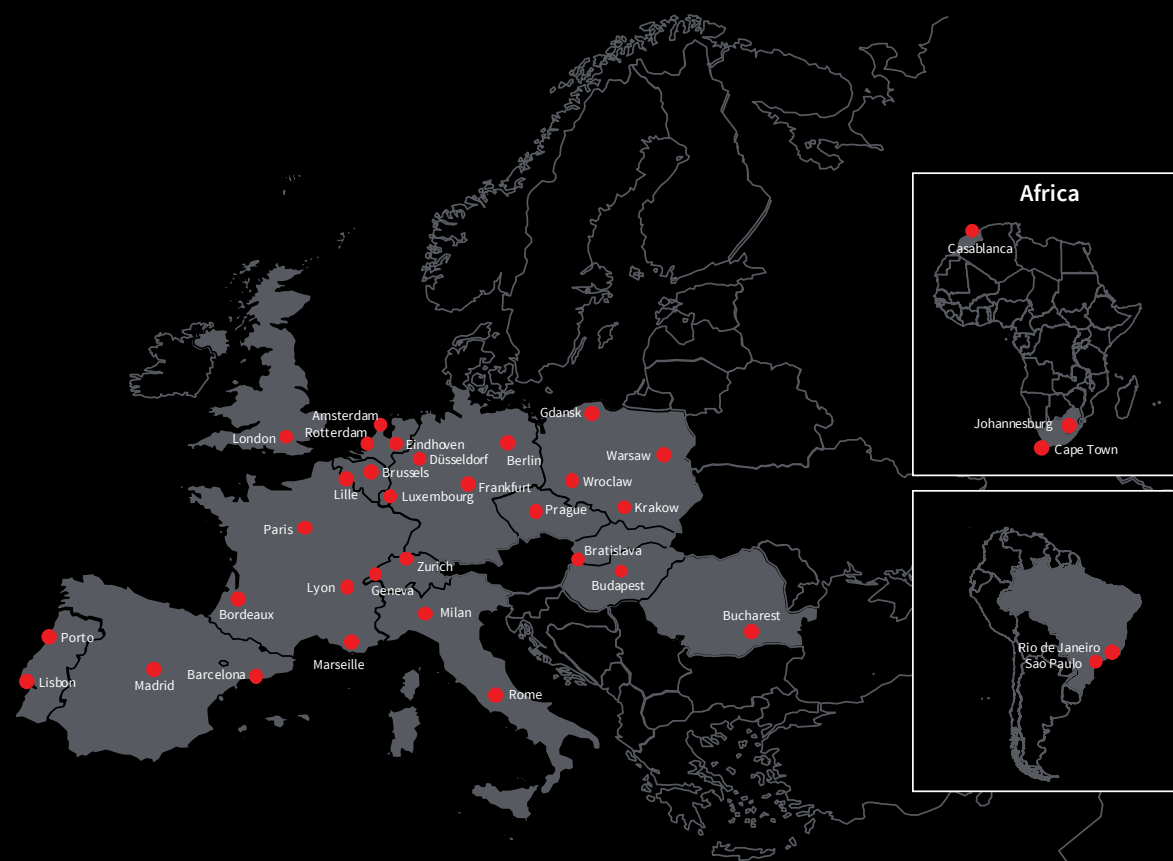 Africa
Casablanca
Johannesburg
Cape Town
Rio de Janeiro
Sao Paulo
Gdansk
Amsterdam
Rotterdam
London
Eindhoven
Düsseldorf
Berlin
Warsaw
Brussels
Lille
Luxembourg
Frankfurt
Wroclaw
Prague
Krakow
Paris
Bratislava
Zurich
Lyon
Geneva
Budapest
Bordeaux
Milan
Bucharest
Porto
Marseille
Lisbon
Madrid
Barcelona
Rome